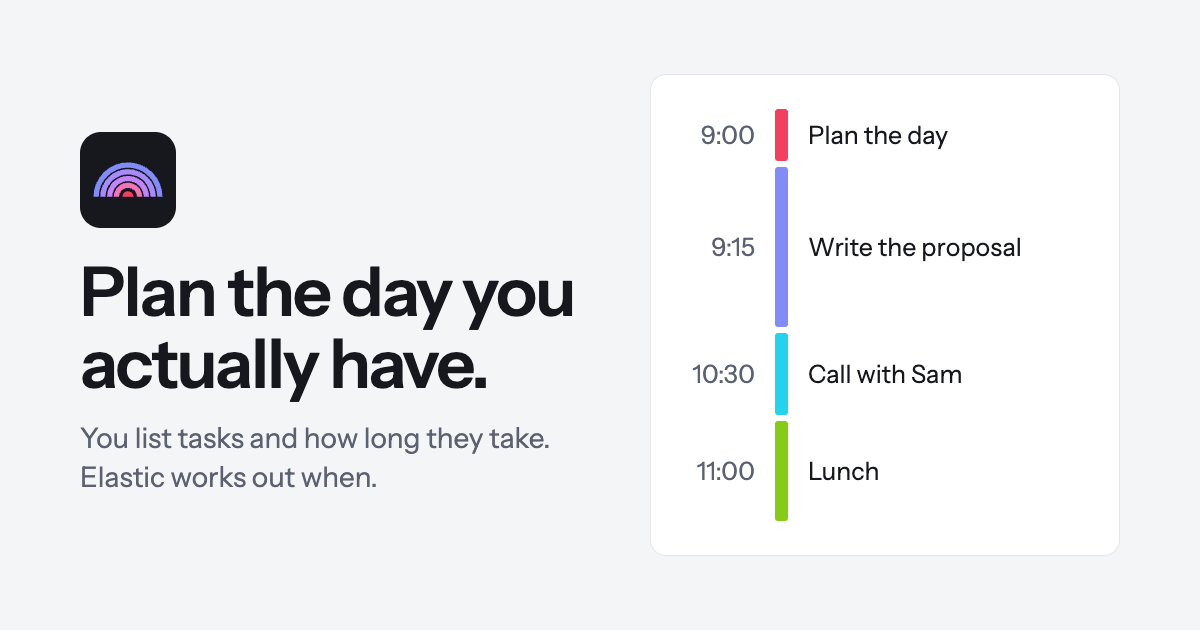 Plan the day you
actually have.
You list tasks and how long they take.
Elastic works out when.
9:00 Plan the day
9:15 Write the proposal
10:30 Call with Sam
11:00 Lunch